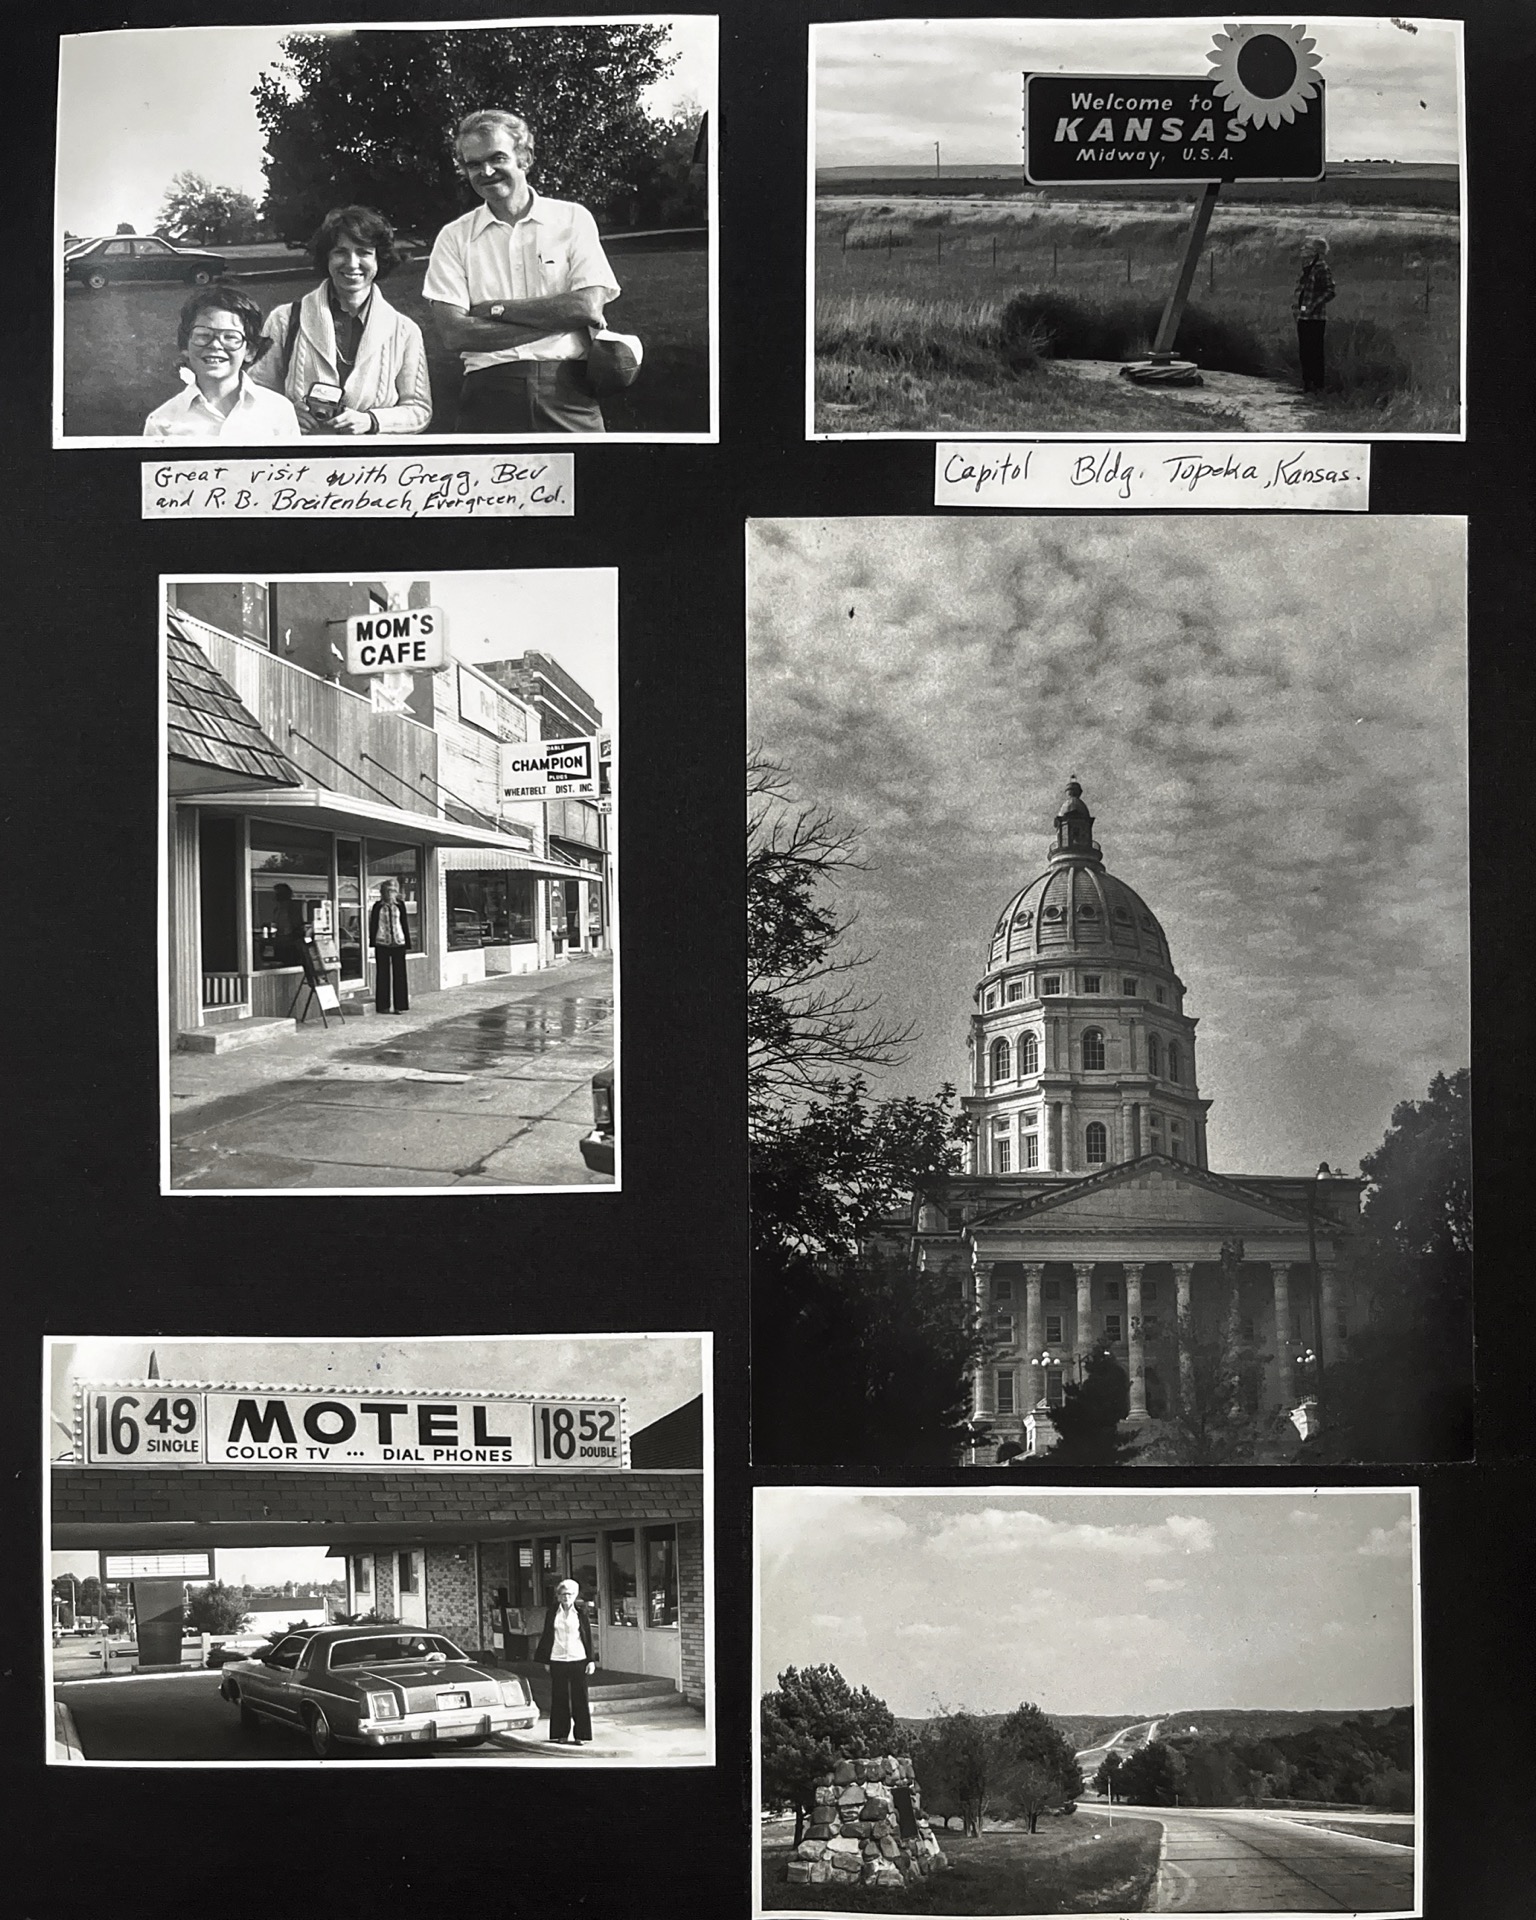 Great visit with Gregg, Bev
and R. B. Breitenbach, Evergreen, Col.
Welcome to
KANSAS
Midway, U.S.A.
Capitol Bldg. Topeka, Kansas.
MOM'S
CAFE
CHAMPION
PLUGS
WHEATBELT DIST. INC.
16 49
SINGLE
MOTEL
COLOR TV ... DIAL PHONES
18 52
DOUBLE